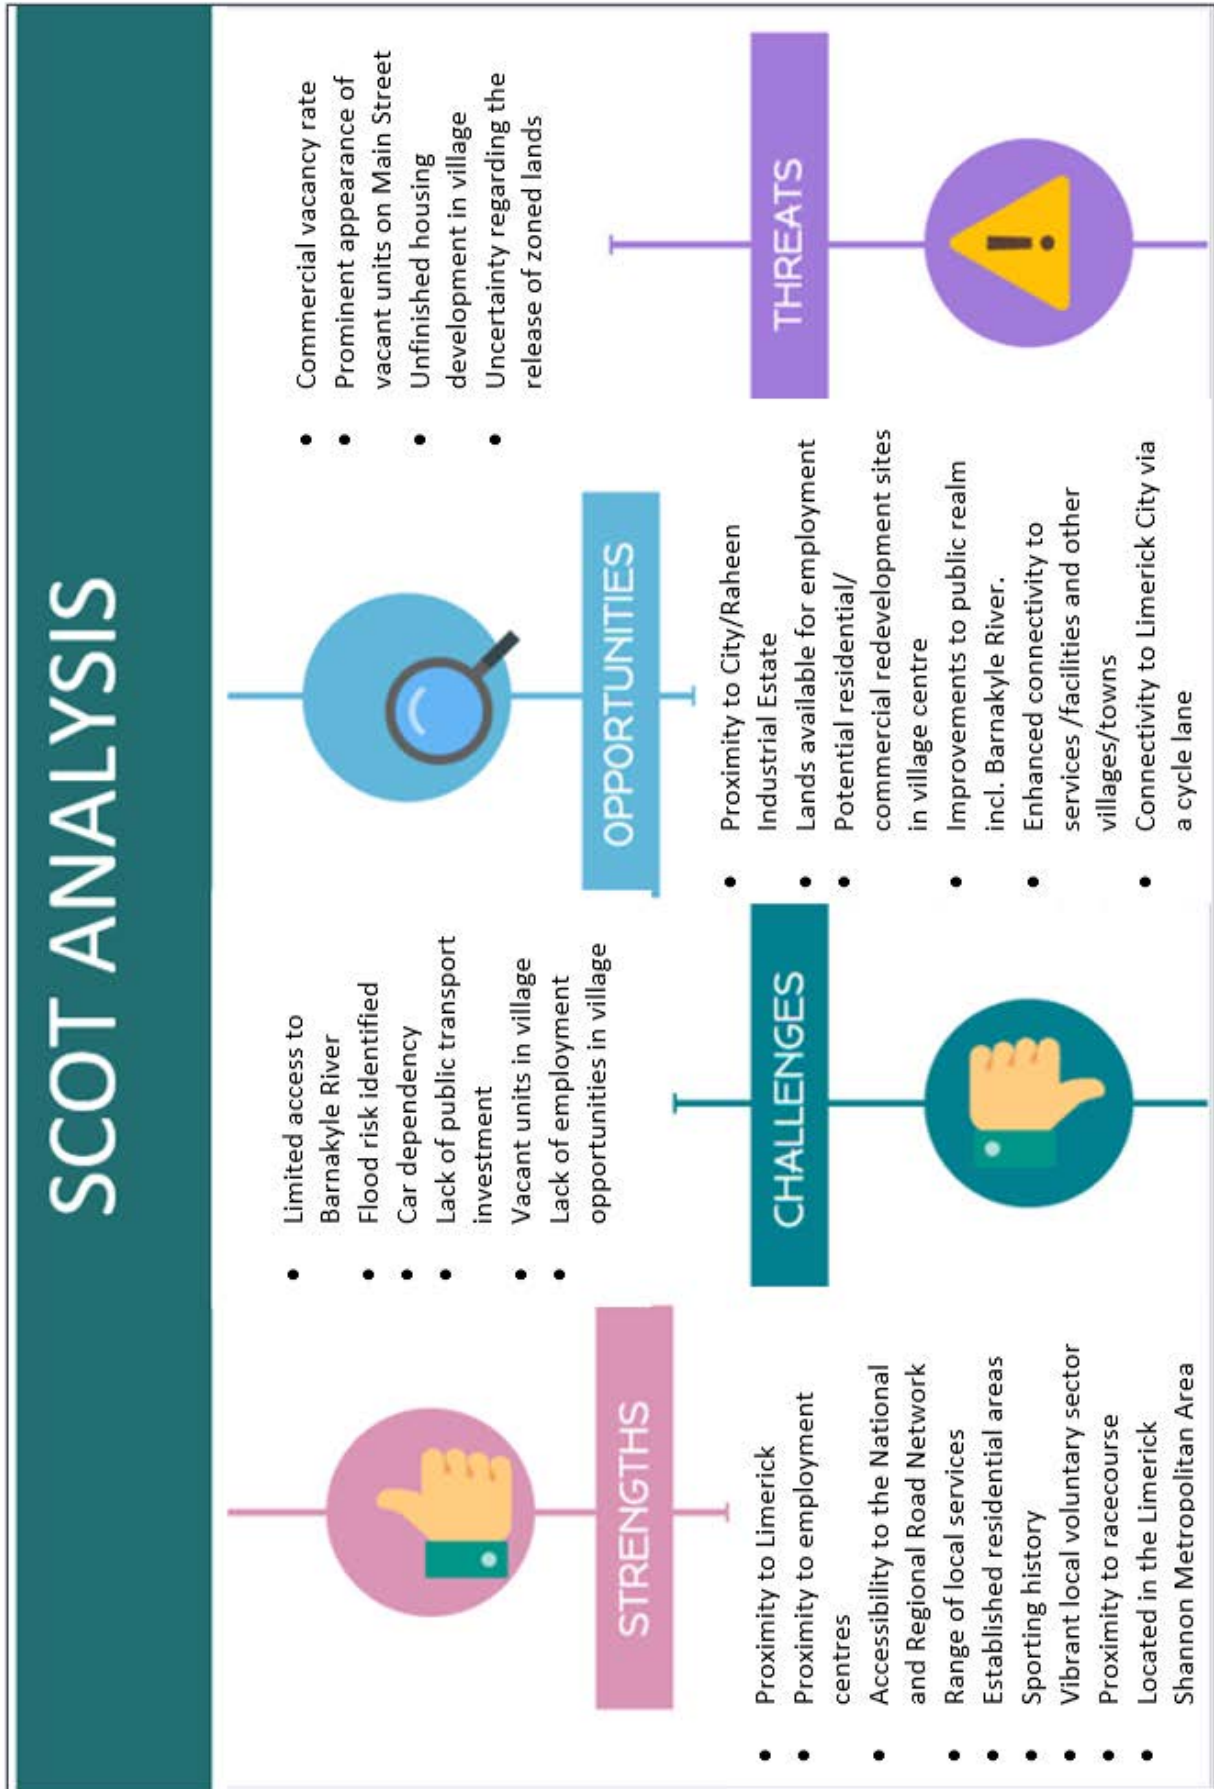 SCOT ANALYSIS
STRENGTHS
• Proximity to Limerick
• Proximity to employment
centres
• Accessibility to the National
and Regional Road Network
• Range of local services
• Established residential areas
• Sporting history
• Vibrant local voluntary sector
• Proximity to racecourse
• Located in the Limerick
Shannon Metropolitan Area
• Limited access to
Barnakyle River
• Flood risk identified
• Car dependency
• Lack of public transport
investment
• Vacant units in village
• Lack of employment
opportunities in village
CHALLENGES
OPPORTUNITIES
• Proximity to City/Raheen
Industrial Estate
• Lands available for employment
• Potential residential/
commercial redevelopment sites
in village centre
• Improvements to public realm
incl. Barnakyle River.
• Enhanced connectivity to
services /facilities and other
villages/towns
• Connectivity to Limerick City via
a cycle lane
• Commercial vacancy rate
• Prominent appearance of
vacant units on Main Street
• Unfinished housing
development in village
• Uncertainty regarding the
release of zoned lands
THREATS